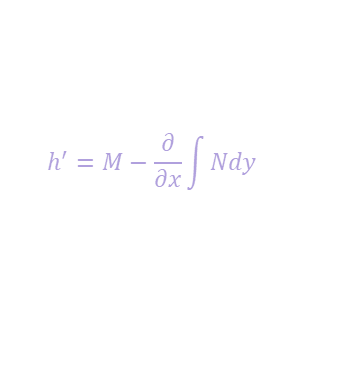 h′ = M − ∂/∂x ∫ Ndy